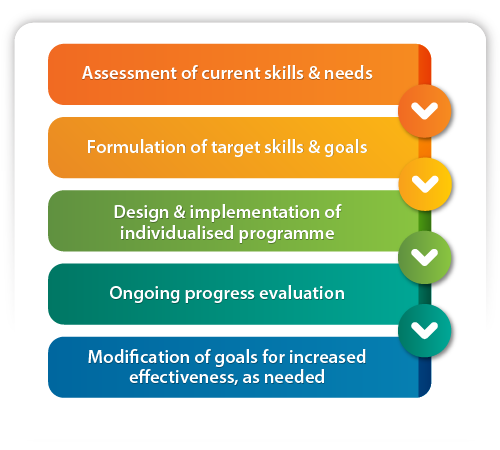 Assessment of current skills & needs
Formulation of target skills & goals
Design & implementation of
individualised programme
Ongoing progress evaluation
Modification of goals for increased
effectiveness, as needed